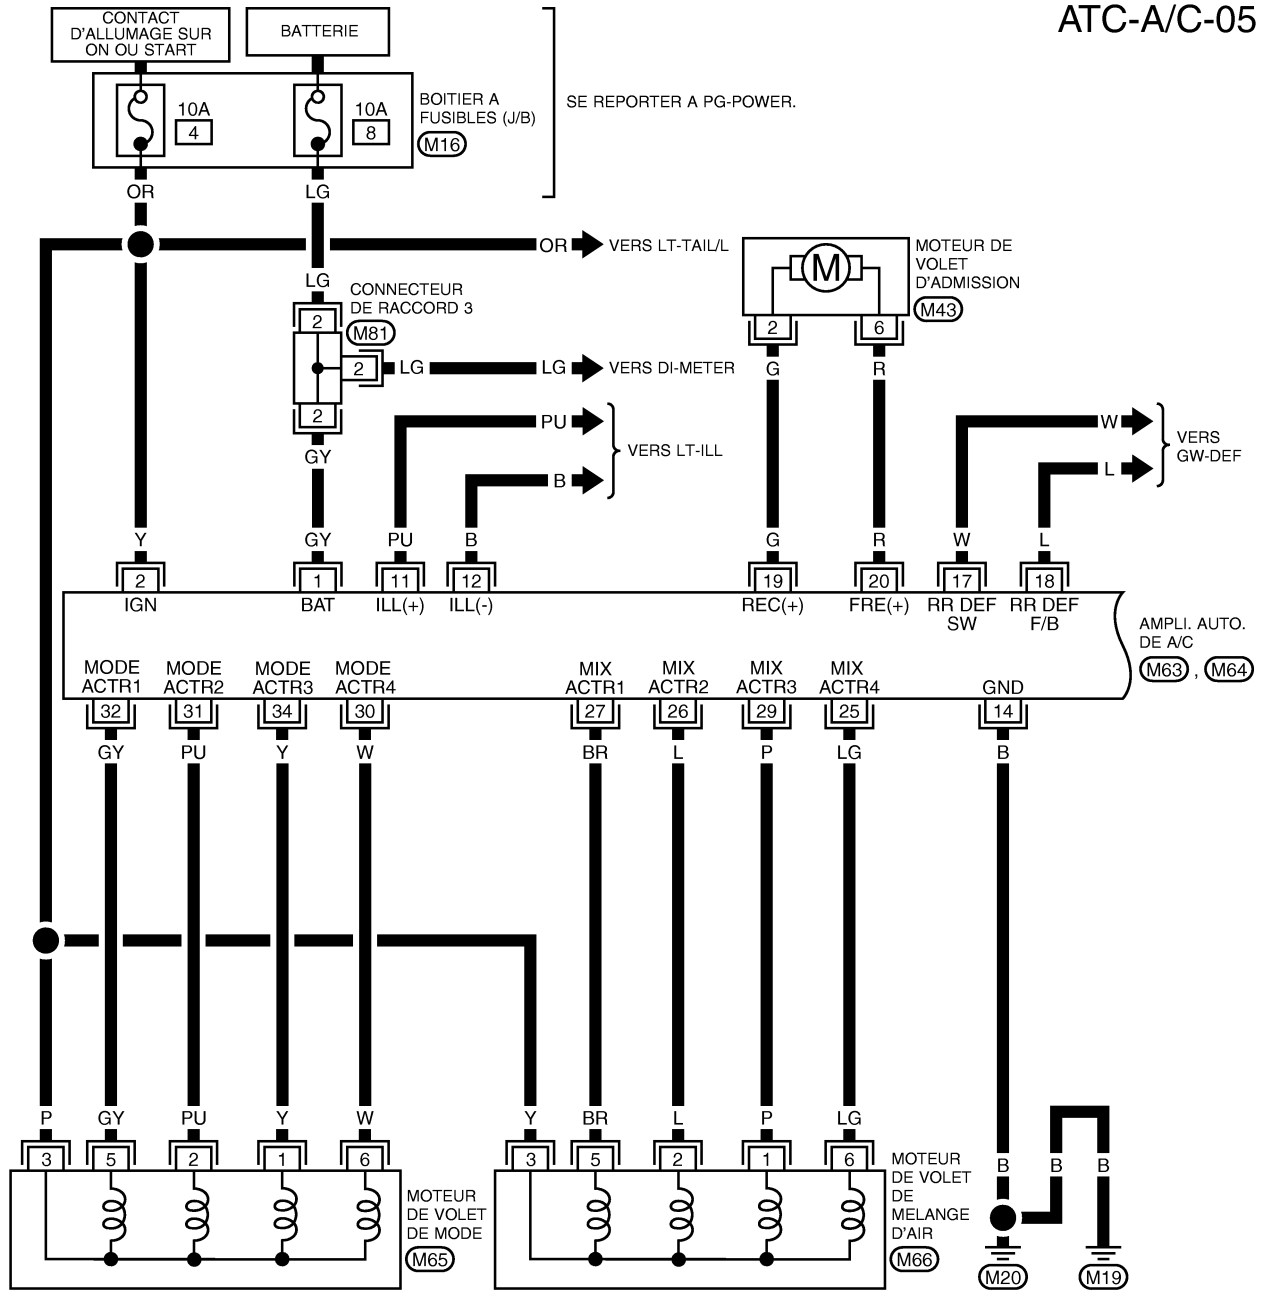 ATC-A/C-05
CONTACT
D'ALLUMAGE SUR
ON OU START
BATTERIE
10A
4
10A
8
BOITIER A
FUSIBLES (J/B)
M16
SE REPORTER A PG-POWER.
OR
LG
OR
VERS LT-TAIL/L
LG
CONNECTEUR
DE RACCORD 3
M81
2
2
LG
LG
VERS DI-METER
2
GY
PU
B
VERS LT-ILL
M
MOTEUR DE
VOLET
D'ADMISSION
M43
2
6
G
R
W
L
VERS
GW-DEF
Y
GY
PU
B
G
R
W
L
2
1
11
12
19
20
17
18
IGN
BAT
ILL(+)
ILL(-)
REC(+)
FRE(+)
RR DEF
SW
RR DEF
F/B
AMPLI. AUTO.
DE A/C
M63 , M64
MODE
ACTR1
MODE
ACTR2
MODE
ACTR3
MODE
ACTR4
MIX
ACTR1
MIX
ACTR2
MIX
ACTR3
MIX
ACTR4
GND
32
31
34
30
27
26
29
25
14
GY
PU
Y
W
BR
L
P
LG
B
P
GY
PU
Y
W
Y
BR
L
P
LG
3
5
2
1
6
3
5
2
1
6
B
B
B
MOTEUR
DE VOLET
DE MODE
M65
MOTEUR
DE VOLET
DE
MELANGE
D'AIR
M66
M20
M19